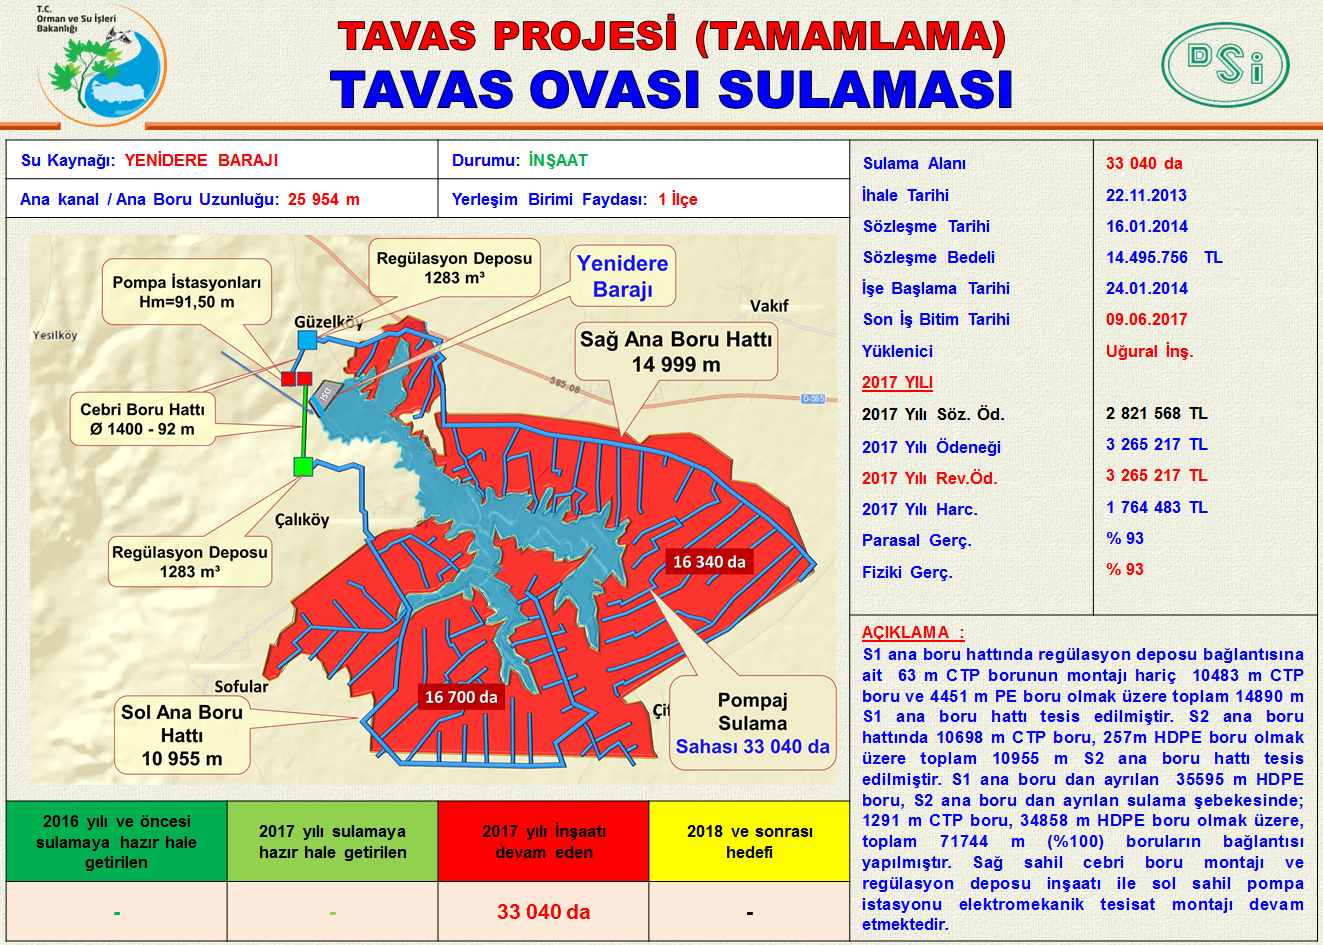 T.C.
Orman ve Su İşleri
Bakanlığı
TAVAS PROJESİ (TAMAMLAMA)
TAVAS OVASI SULAMASI
DSi
Su Kaynağı: YENİDERE BARAJI
Durumu: İNŞAAT
Ana kanal / Ana Boru Uzunluğu: 25 954 m
Yerleşim Birimi Faydası: 1 İlçe
Pompa İstasyonları
Hm=91,50 m
Regülasyon Deposu
1283 m³
Yenidere
Barajı
Vakıf
Güzelköy
Yesilköy
Sağ Ana Boru Hattı
14 999 m
585.08
D-585
DSİ
Cebri Boru Hattı
Ø 1400 - 92 m
Çalıköy
Regülasyon Deposu
1283 m³
16 340 da
Sofular
16 700 da
Sol Ana Boru
Hattı
10 955 m
Pompaj
Sulama
Sahası 33 040 da
2016 yılı ve öncesi
sulamaya hazır hale
getirilen
2017 yılı sulamaya
hazır hale getirilen
2017 yılı İnşaatı
devam eden
2018 ve sonrası
hedefi
-
-
33 040 da
-
Sulama Alanı 33 040 da
İhale Tarihi 22.11.2013
Sözleşme Tarihi 16.01.2014
Sözleşme Bedeli 14.495.756 TL
İşe Başlama Tarihi 24.01.2014
Son İş Bitim Tarihi 09.06.2017
Yüklenici Uğural İnş.
2017 YILI
2017 Yılı Söz. Öd. 2 821 568 TL
2017 Yılı Ödeneği 3 265 217 TL
2017 Yılı Rev.Öd. 3 265 217 TL
2017 Yılı Harc. 1 764 483 TL
Parasal Gerç. % 93
Fiziki Gerç. % 93
AÇIKLAMA :
S1 ana boru hattında regülasyon deposu bağlantısına
ait 63 m CTP borunun montajı hariç 10483 m CTP
boru ve 4451 m PE boru olmak üzere toplam 14890 m
S1 ana boru hattı tesis edilmiştir. S2 ana boru
hattında 10698 m CTP boru, 257m HDPE boru olmak
üzere toplam 10955 m S2 ana boru hattı tesis
edilmiştir. S1 ana boru dan ayrılan 35595 m HDPE
boru, S2 ana boru dan ayrılan sulama şebekesinde;
1291 m CTP boru, 34858 m HDPE boru olmak üzere,
toplam 71744 m (%100) boruların bağlantısı
yapılmıştır. Sağ sahil cebri boru montajı ve
regülasyon deposu inşaatı ile sol sahil pompa
istasyonu elektromekanik tesisat montajı devam
etmektedir.